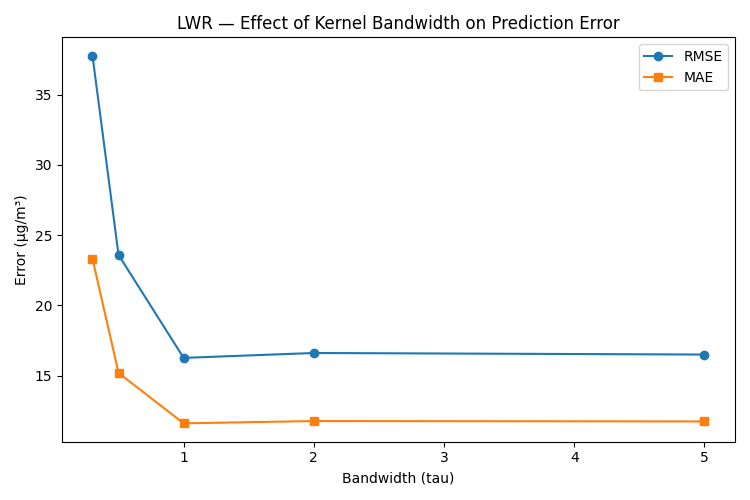 LWR — Effect of Kernel Bandwidth on Prediction Error
RMSE
MAE
Error (µg/m³)
35
30
25
20
15
1 2 3 4 5
Bandwidth (tau)